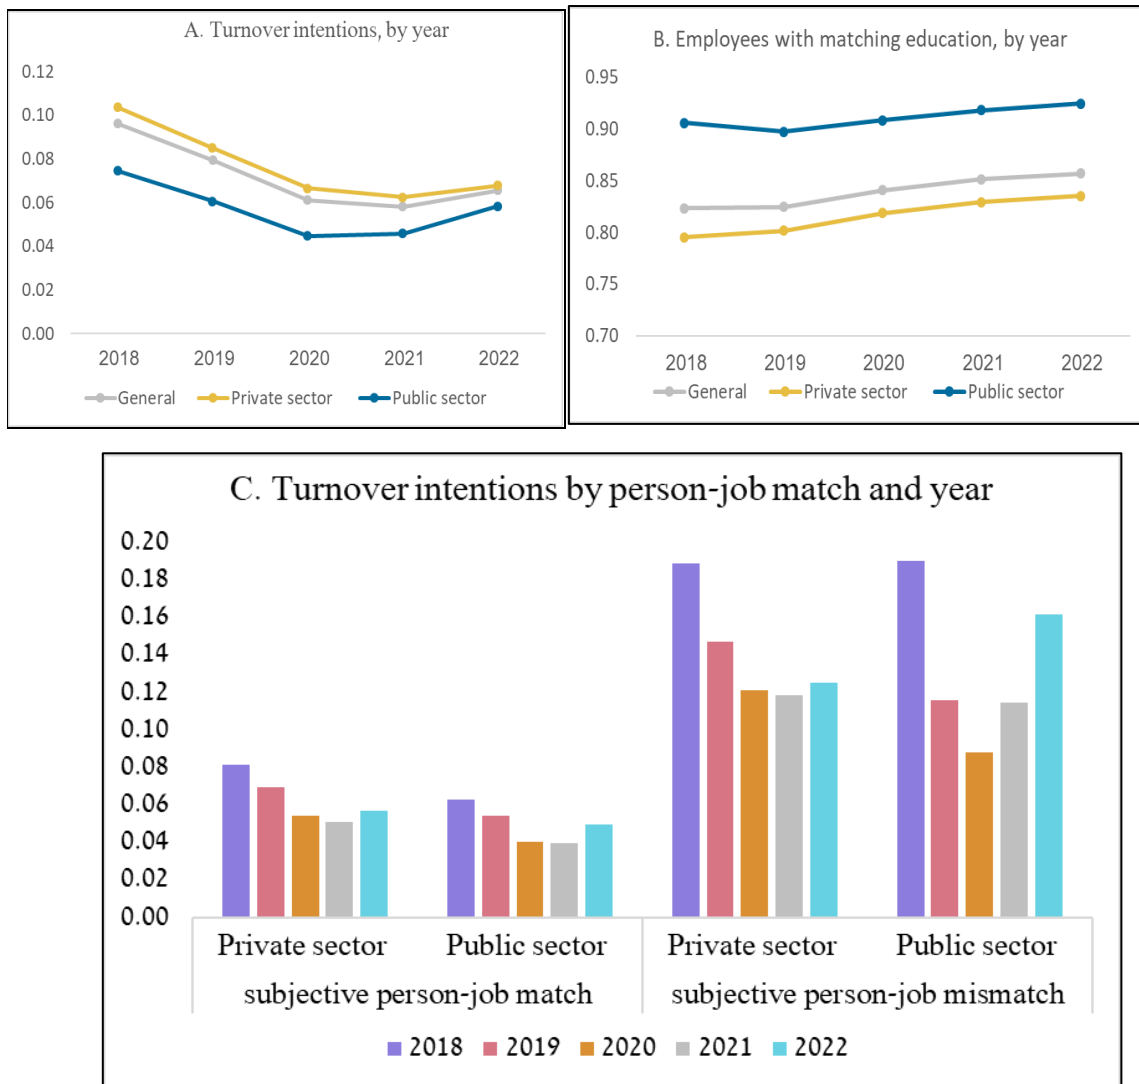 A. Turnover intentions, by year
0.12
0.10
0.08
0.06
0.04
0.02
0.00
2018 2019 2020 2021 2022
General Private sector Public sector
B. Employees with matching education, by year
0.95
0.90
0.85
0.80
0.75
0.70
2018 2019 2020 2021 2022
General Private sector Public sector
C. Turnover intentions by person-job match and year
0.20
0.18
0.16
0.14
0.12
0.10
0.08
0.06
0.04
0.02
0.00
Private sector Public sector Private sector Public sector
subjective person-job match subjective person-job mismatch
2018 2019 2020 2021 2022